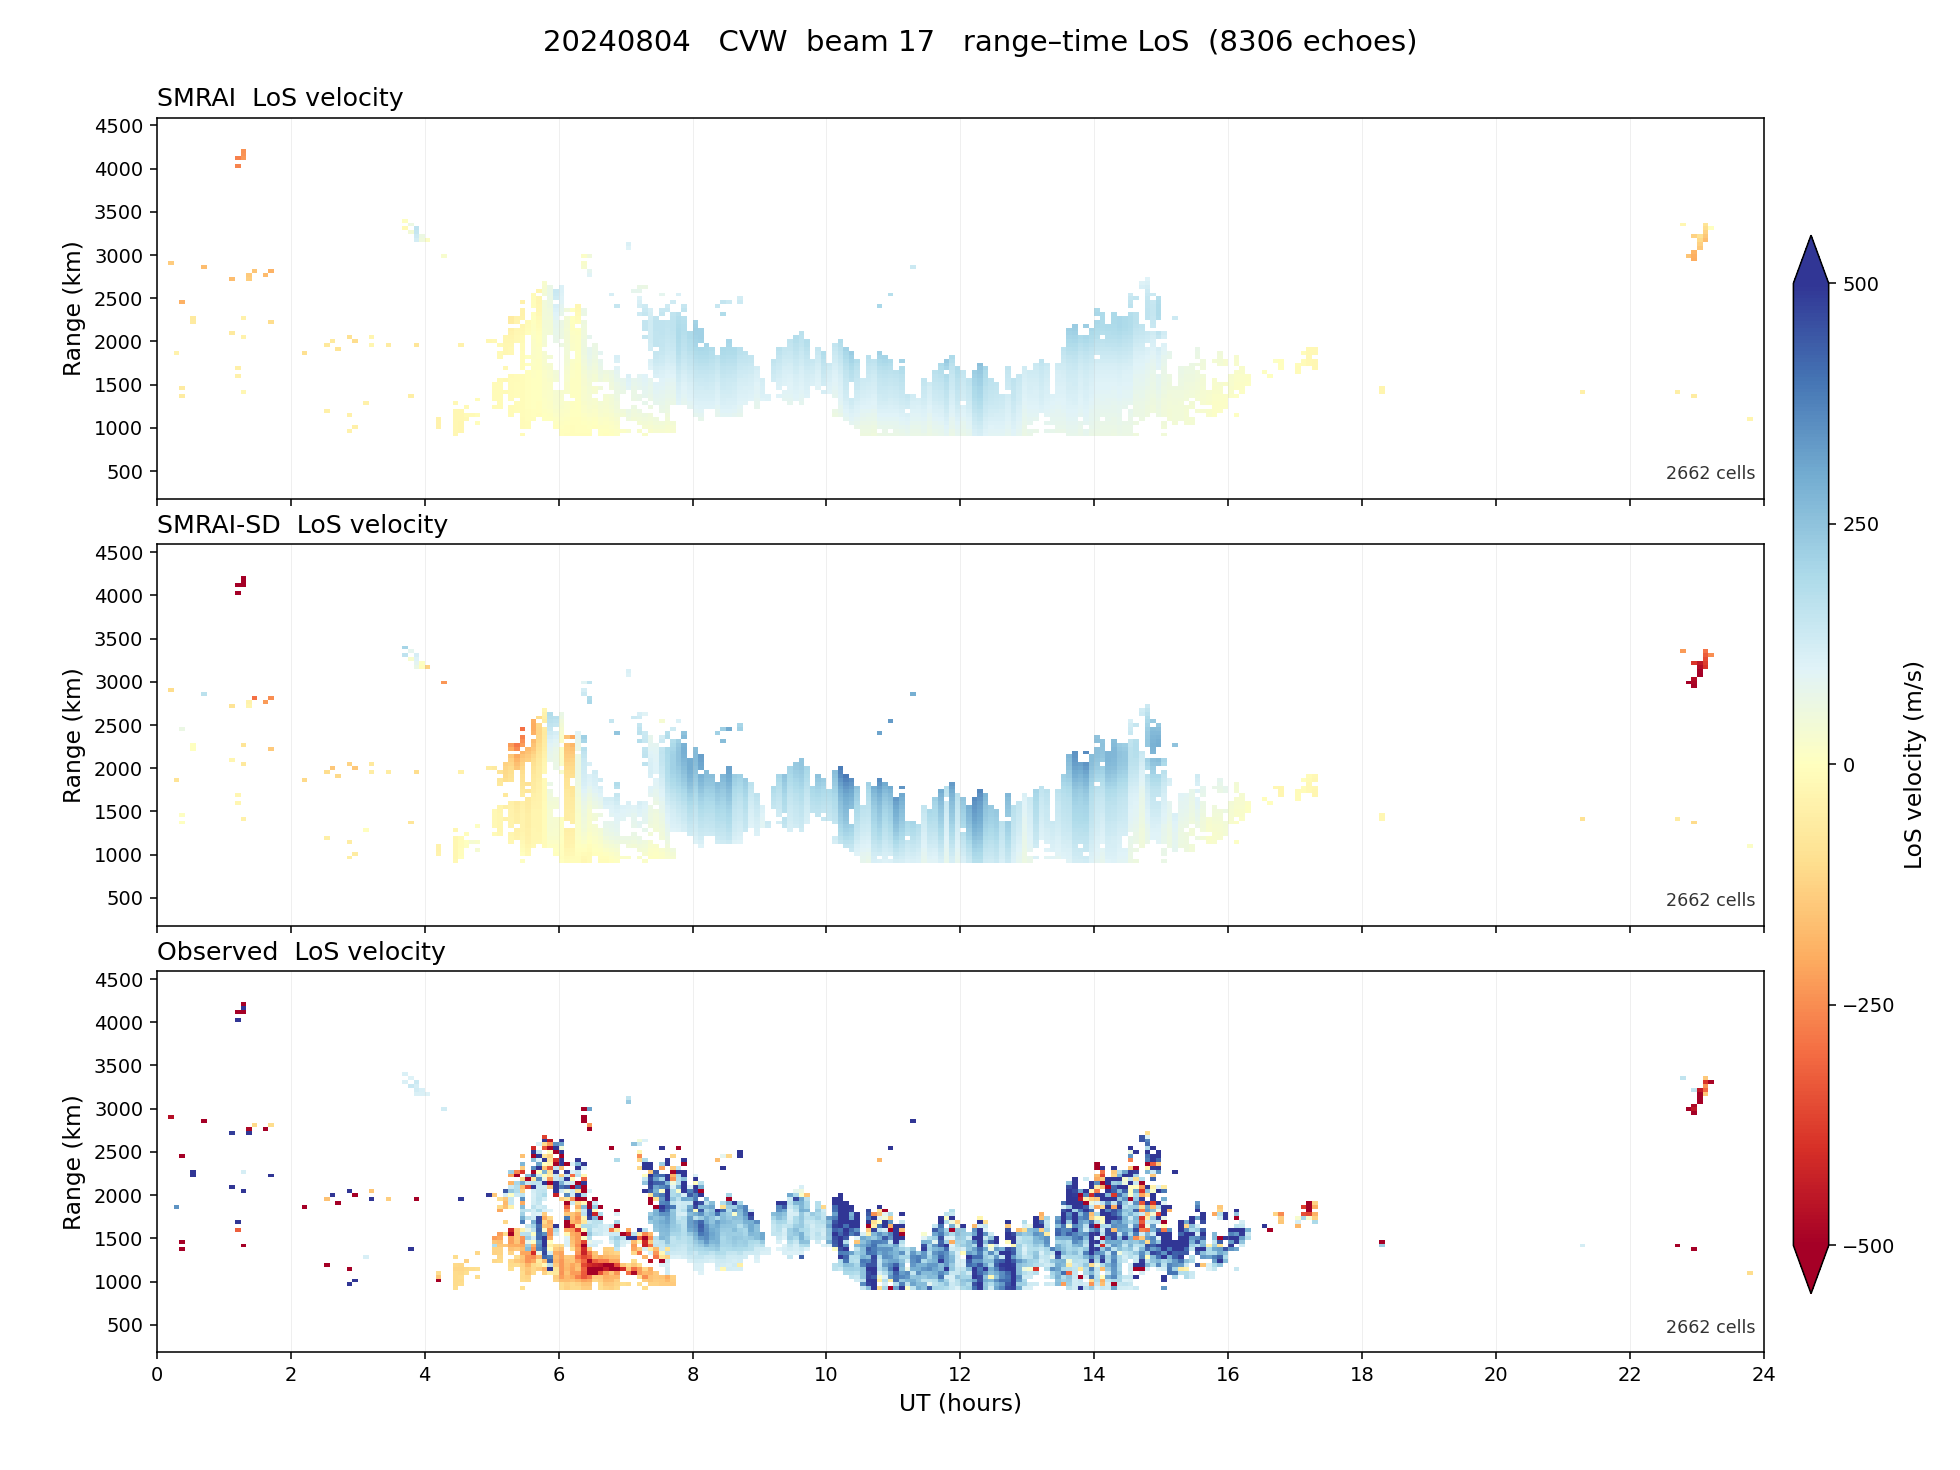 20240804   CVW  beam 17   range–time LoS  (8306 echoes)
SMRAI  LoS velocity
4500
4000
3500
3000
2500
2000
1500
1000
500
Range (km)
2662 cells
SMRAI-SD  LoS velocity
4500
4000
3500
3000
2500
2000
1500
1000
500
Range (km)
2662 cells
Observed  LoS velocity
4500
4000
3500
3000
2500
2000
1500
1000
500
Range (km)
2662 cells
0 2 4 6 8 10 12 14 16 18 20 22 24
UT (hours)
500
250
0
−250
−500
LoS velocity (m/s)